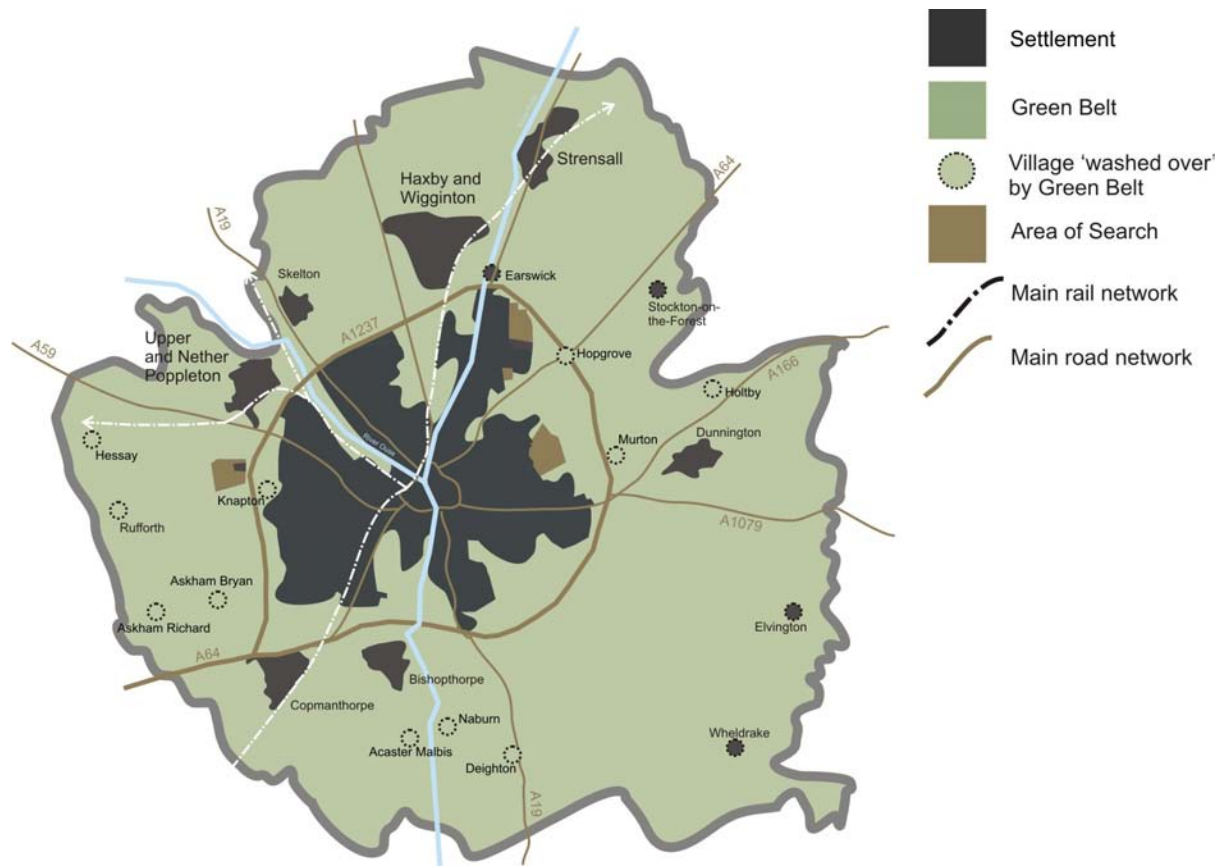 Settlement
Green Belt
Village ‘washed over’
by Green Belt
Area of Search
Main rail network
Main road network
Strensall
Haxby and
Wigginton
A64
A19
Skelton
Earswick
Stockton-on-
the-Forest
A1237
Upper
and Nether
Poppleton
A59
Hopgrove
A166
Holtby
Murton
Dunnington
River Ouse
Hessay
Knapton
Rufforth
A1079
Askham Bryan
Askham Richard
Elvington
A64
Bishopthorpe
Copmanthorpe
Naburn
Acaster Malbis
Deighton
Wheldrake
A19